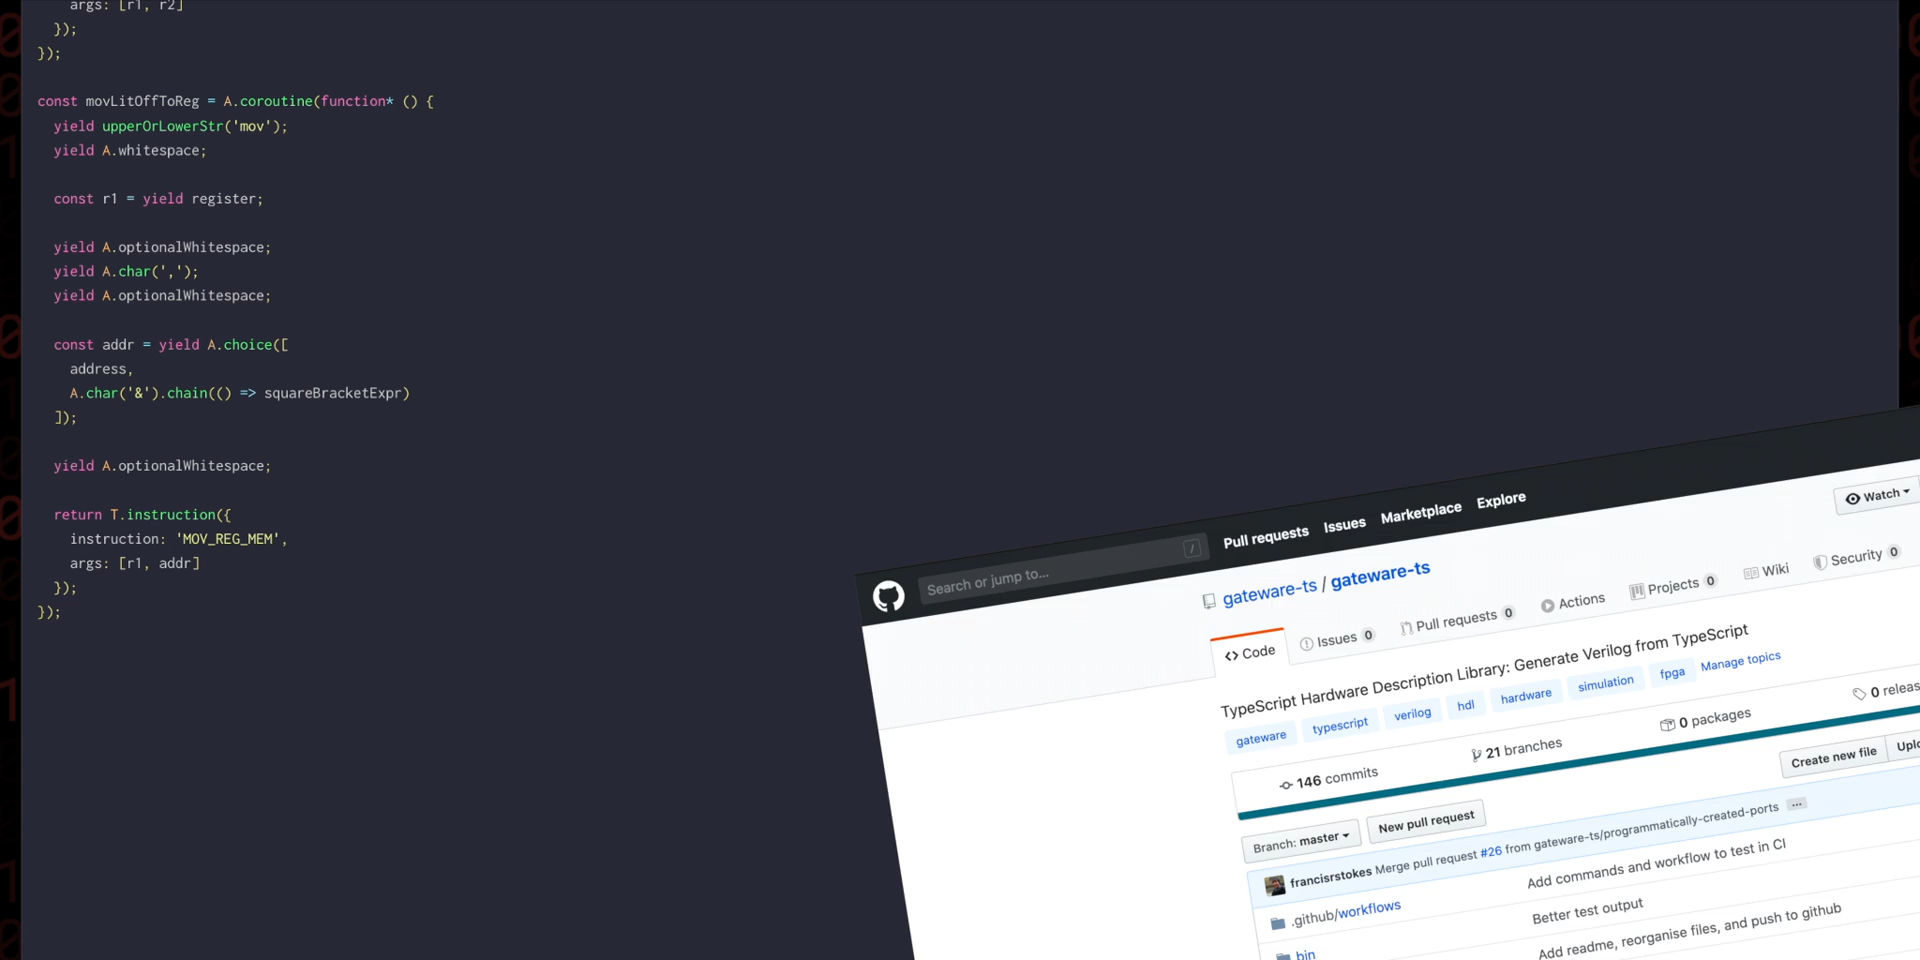 args: [r1, r2]
});
});
const movLitOffToReg = A.coroutine(function* () {
yield upperOrLowerStr('mov');
yield A.whitespace;
const r1 = yield register;
yield A.optionalWhitespace;
yield A.char(',');
yield A.optionalWhitespace;
const addr = yield A.choice([
address,
A.char('&').chain(() => squareBracketExpr)
]);
yield A.optionalWhitespace;
return T.instruction({
instruction: 'MOV_REG_MEM',
args: [r1, addr]
});
});
Search or jump to... / Pull requests Issues Marketplace Explore
gateware-ts / gateware-ts Watch
Code Issues 0 Pull requests 0 Actions Projects 0 Wiki Security 0
TypeScript Hardware Description Library: Generate Verilog from TypeScript
gateware typescript verilog hdl hardware simulation fpga Manage topics
146 commits 21 branches 0 packages 0
Branch: master New pull request Create new file
francisrstokes Merge pull request #26 from gateware-ts/programmatically-created-ports ...
.github/workflows Add commands and workflow to test in CI
bin Better test output
Add readme, reorganise files, and push to github